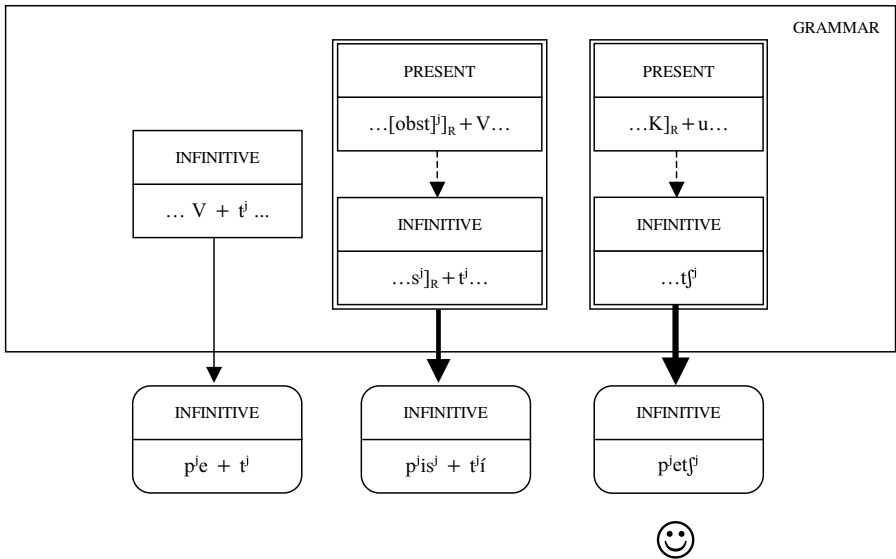 GRAMMAR
PRESENT
…[obst]ʲ]ᴿ + V…
PRESENT
…K]ᴿ + u…
INFINITIVE
… V + tʲ ...
INFINITIVE
…sʲ]ᴿ + tʲ…
INFINITIVE
…tʃʲ
INFINITIVE
pʲe + tʲ
INFINITIVE
pʲisʲ + tʲí
INFINITIVE
pʲetʃʲ